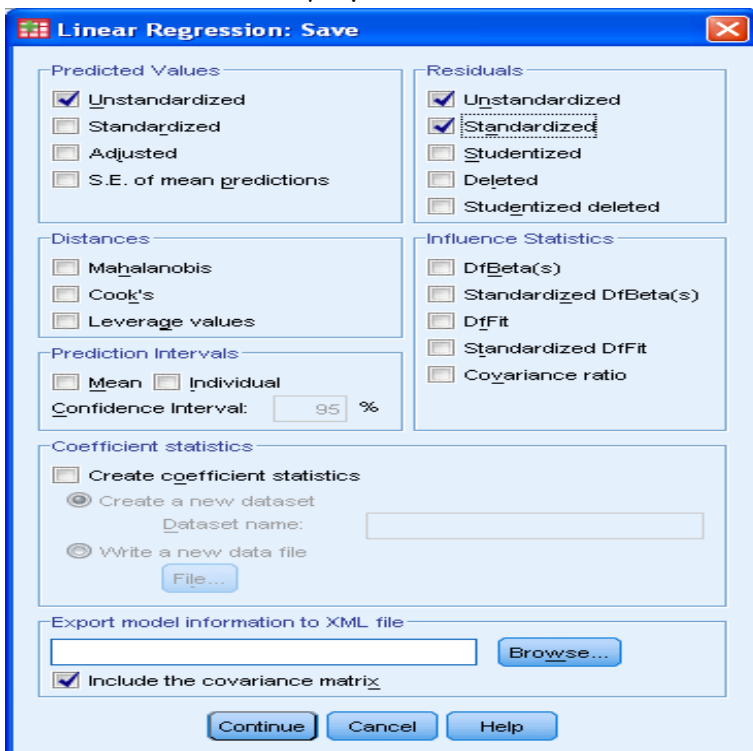 Linear Regression: Save
Predicted Values
Unstandardized
Standardized
Adjusted
S.E. of mean predictions
Residuals
Unstandardized
Standardized
Studentized
Deleted
Studentized deleted
Distances
Mahalanobis
Cook's
Leverage values
Influence Statistics
DfBeta(s)
Standardized DfBeta(s)
DfFit
Standardized DfFit
Covariance ratio
Prediction Intervals
Mean Individual
Confidence Interval: 95 %
Coefficient statistics
Create coefficient statistics
Create a new dataset
Dataset name:
Write a new data file
File...
Export model information to XML file
Browse...
Include the covariance matrix
Continue Cancel Help